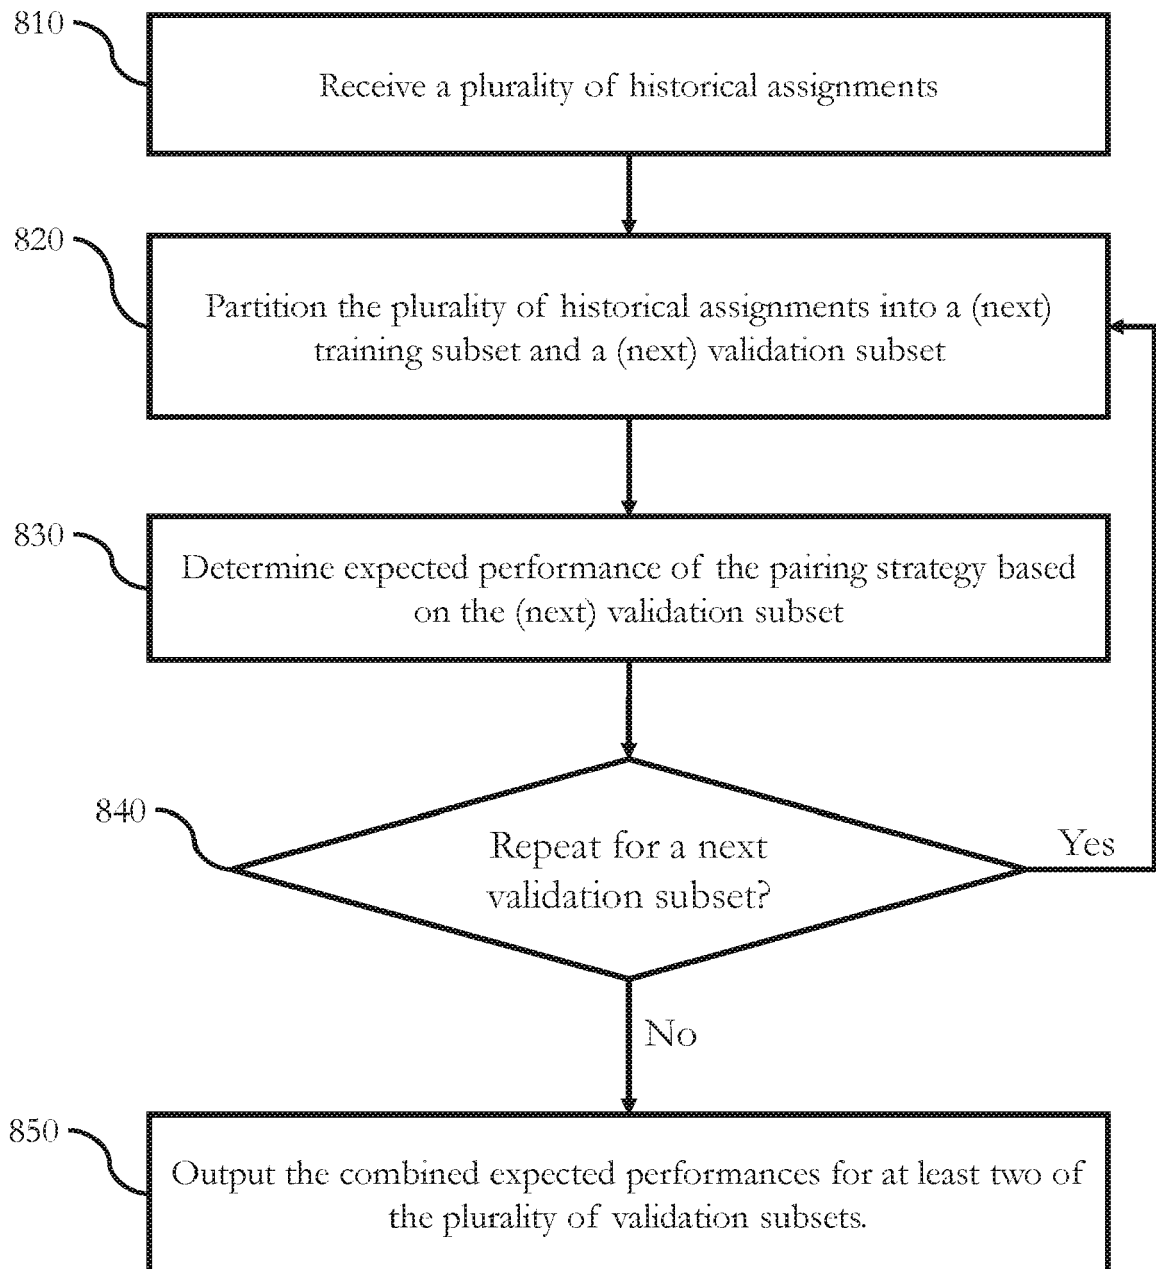 810
Receive a plurality of historical assignments
820
Partition the plurality of historical assignments into a (next)
training subset and a (next) validation subset
830
Determine expected performance of the pairing strategy based
on the (next) validation subset
840
Repeat for a next
validation subset?
Yes
No
850
Output the combined expected performances for at least two of
the plurality of validation subsets.